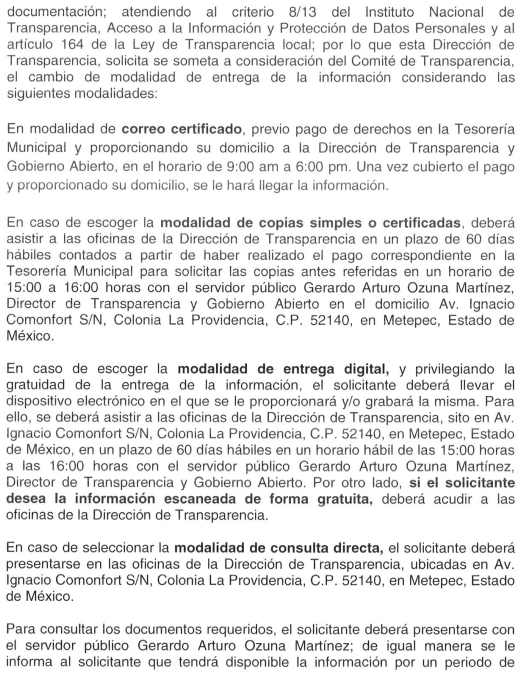 documentación; atendiendo al criterio 8/13 del Instituto Nacional de
Transparencia, Acceso a la Información y Protección de Datos Personales y al
artículo 164 de la Ley de Transparencia local; por lo que esta Dirección de
Transparencia, solicita se someta a consideración del Comité de Transparencia,
el cambio de modalidad de entrega de la información considerando las
siguientes modalidades:
En modalidad de correo certificado, previo pago de derechos en la Tesorería
Municipal y proporcionando su domicilio a la Dirección de Transparencia y
Gobierno Abierto, en el horario de 9:00 am a 6:00 pm. Una vez cubierto el pago
y proporcionado su domicilio, se le hará llegar la información.
En caso de escoger la modalidad de copias simples o certificadas, deberá
asistir a las oficinas de la Dirección de Transparencia en un plazo de 60 días
hábiles contados a partir de haber realizado el pago correspondiente en la
Tesorería Municipal para solicitar las copias antes referidas en un horario de
15:00 a 16:00 horas con el servidor público Gerardo Arturo Ozuna Martínez,
Director de Transparencia y Gobierno Abierto en el domicilio Av. Ignacio
Comonfort S/N, Colonia La Providencia, C.P. 52140, en Metepec, Estado de
México.
En caso de escoger la modalidad de entrega digital, y privilegiando la
gratuidad de la entrega de la información, el solicitante deberá llevar el
dispositivo electrónico en el que se le proporcionará y/o grabará la misma. Para
ello, se deberá asistir a las oficinas de la Dirección de Transparencia, sito en Av.
Ignacio Comonfort S/N, Colonia La Providencia, C.P. 52140, en Metepec, Estado
de México, en un plazo de 60 días hábiles en un horario hábil de las 15:00 horas
a las 16:00 horas con el servidor público Gerardo Arturo Ozuna Martínez,
Director de Transparencia y Gobierno Abierto. Por otro lado, si el solicitante
desea la información escaneada de forma gratuita, deberá acudir a las
oficinas de la Dirección de Transparencia.
En caso de seleccionar la modalidad de consulta directa, el solicitante deberá
presentarse en las oficinas de la Dirección de Transparencia, ubicadas en Av.
Ignacio Comonfort S/N, Colonia La Providencia, C.P. 52140, en Metepec, Estado
de México.
Para consultar los documentos requeridos, el solicitante deberá presentarse con
el servidor público Gerardo Arturo Ozuna Martínez; de igual manera se le
informa al solicitante que tendrá disponible la información por un periodo de